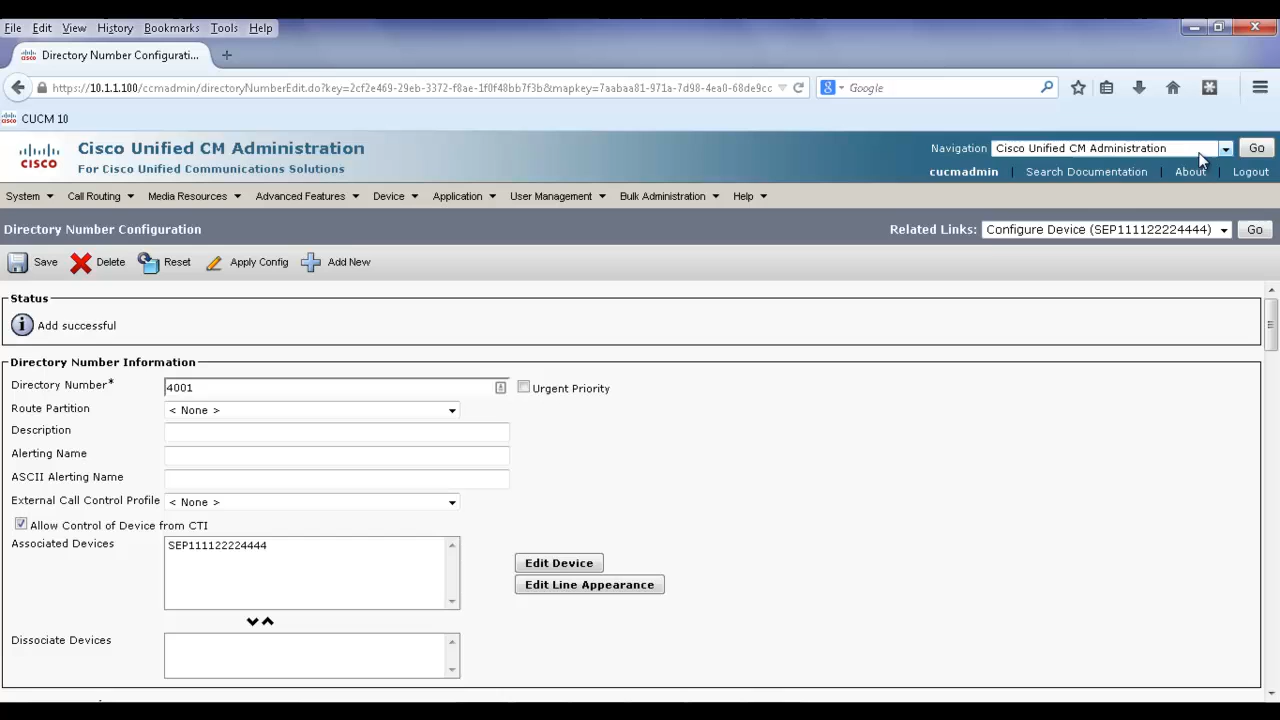 File Edit View History Bookmarks Tools Help
Directory Number Configurati...
https://10.1.1.100/ccmadmin/directoryNumberEdit.do?key=2cf2e469-29eb-3372-f8ae-1f0f48bb7f3b&mapkey=7aabaa81-971a-7d98-4ea0-68de9cc
Google
CUCM 10
CISCO
Cisco Unified CM Administration
For Cisco Unified Communications Solutions
Navigation Cisco Unified CM Administration Go
cucmadmin Search Documentation About Logout
System Call Routing Media Resources Advanced Features Device Application User Management Bulk Administration Help
Directory Number Configuration
Related Links: Configure Device (SEP111122224444) Go
Save Delete Reset Apply Config Add New
Status
Add successful
Directory Number Information
Directory Number* 4001 Urgent Priority
Route Partition < None >
Description
Alerting Name
ASCII Alerting Name
External Call Control Profile < None >
Allow Control of Device from CTI
Associated Devices SEP111122224444
Edit Device
Edit Line Appearance
Dissociate Devices